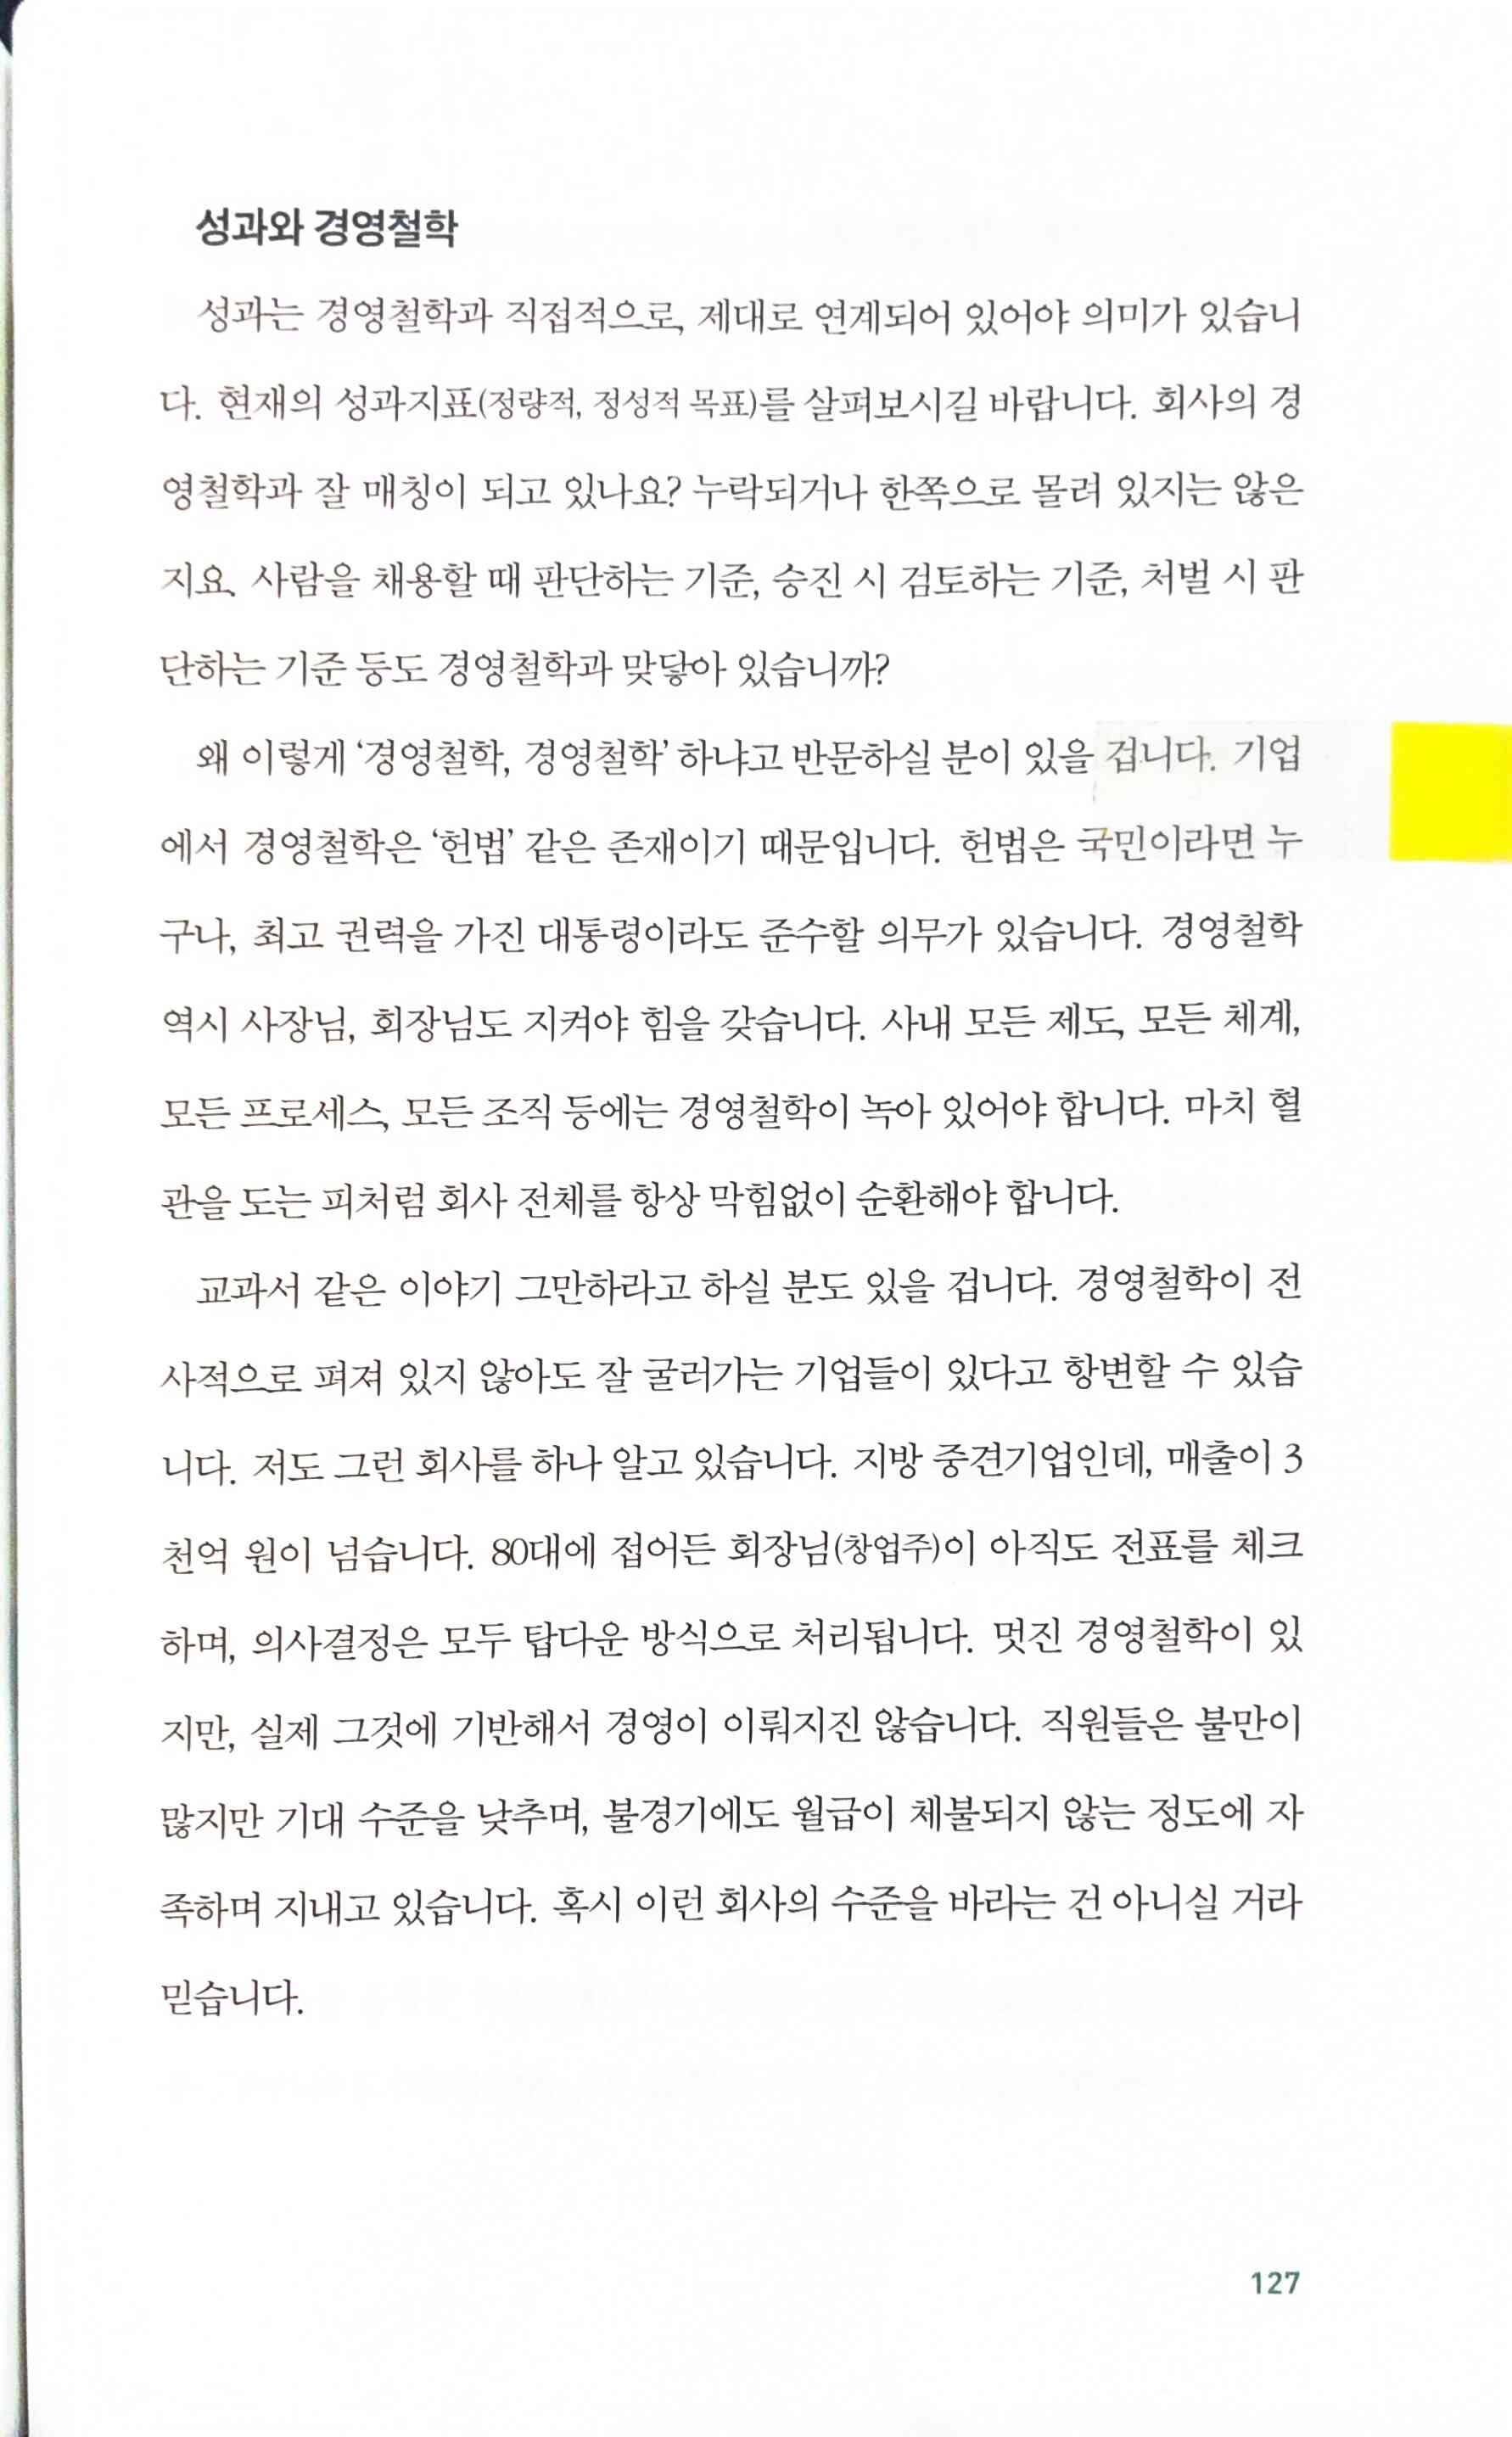 성과와 경영철학
성과는 경영철학과 직접적으로, 제대로 연계되어 있어야 의미가 있습니
다. 현재의 성과지표(정량적, 정성적 목표)를 살펴보시길 바랍니다. 회사의 경
영철학과 잘 매칭이 되고 있나요? 누락되거나 한쪽으로 몰려 있지는 않은
지요. 사람을 채용할 때 판단하는 기준, 승진 시 검토하는 기준, 처벌 시 판
단하는 기준 등도 경영철학과 맞닿아 있습니까?
왜 이렇게 ‘경영철학, 경영철학’ 하냐고 반문하실 분이 있을 겁니다. 기업
에서 경영철학은 ‘헌법’ 같은 존재이기 때문입니다. 헌법은 국민이라면 누
구나, 최고 권력을 가진 대통령이라도 준수할 의무가 있습니다. 경영철학
역시 사장님, 회장님도 지켜야 힘을 갖습니다. 사내 모든 제도, 모든 체계,
모든 프로세스, 모든 조직 등에는 경영철학이 녹아 있어야 합니다. 마치 혈
관을 도는 피처럼 회사 전체를 항상 막힘없이 순환해야 합니다.
교과서 같은 이야기 그만하라고 하실 분도 있을 겁니다. 경영철학이 전
사적으로 펴져 있지 않아도 잘 굴러가는 기업들이 있다고 항변할 수 있습
니다. 저도 그런 회사를 하나 알고 있습니다. 지방 중견기업인데, 매출이 3
천억 원이 넘습니다. 80대에 접어든 회장님(창업주)이 아직도 전표를 체크
하며, 의사결정은 모두 탑다운 방식으로 처리됩니다. 멋진 경영철학이 있
지만, 실제 그것에 기반해서 경영이 이뤄지진 않습니다. 직원들은 불만이
많지만 기대 수준을 낮추며, 불경기에도 월급이 체불되지 않는 정도에 자
족하며 지내고 있습니다. 혹시 이런 회사의 수준을 바라는 건 아니실 거라
믿습니다.
127